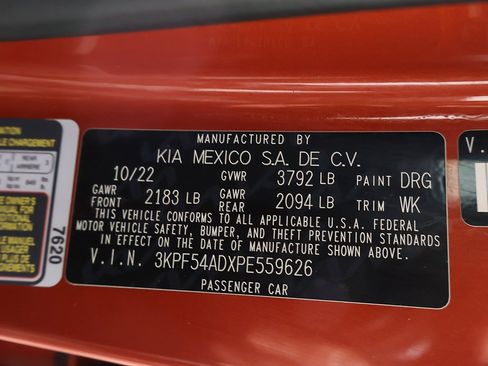 MANUFACTURED BY
KIA MEXICO S.A. DE C.V.
10/22 GVWR 3792 LB PAINT DRG
GAWR FRONT 2183 LB GAWR REAR 2094 LB TRIM WK
THIS VEHICLE CONFORMS TO ALL APPLICABLE U.S.A. FEDERAL
MOTOR VEHICLE SAFETY, BUMPER, AND THEFT PREVENTION STANDARDS
IN EFFECT ON THE DATE OF MANUFACTURE SHOWN ABOVE.
V.I.N. 3KPF54ADXPE559626
PASSENGER CAR
7620
REAR
V.